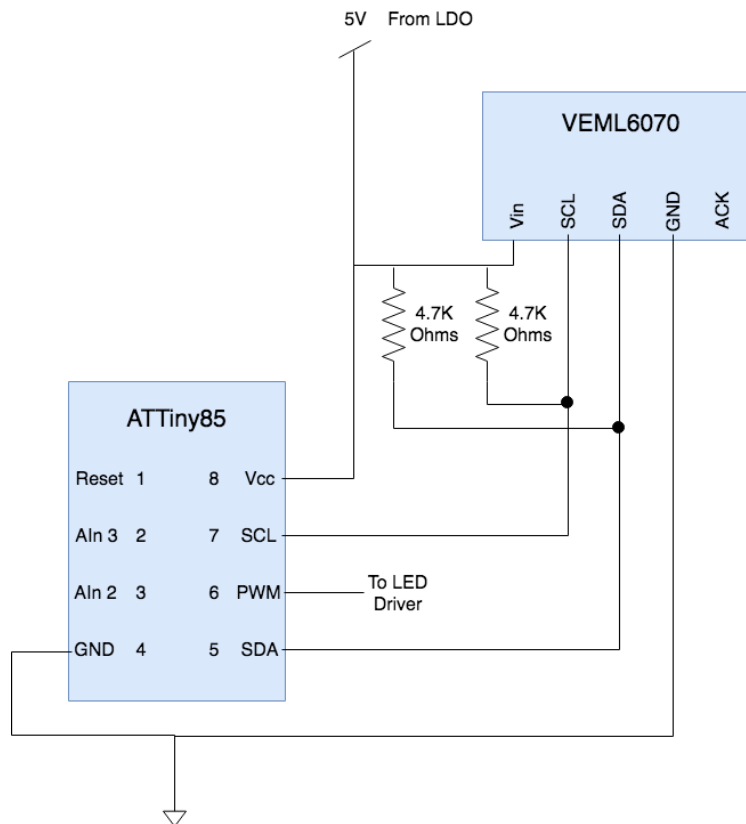 5V From LDO
VEML6070
Vin
SCL
SDA
GND
ACK
4.7K
Ohms
4.7K
Ohms
ATTiny85
Reset 1 8 Vcc
AIn 3 2 7 SCL
AIn 2 3 6 PWM
To LED
Driver
GND 4 5 SDA